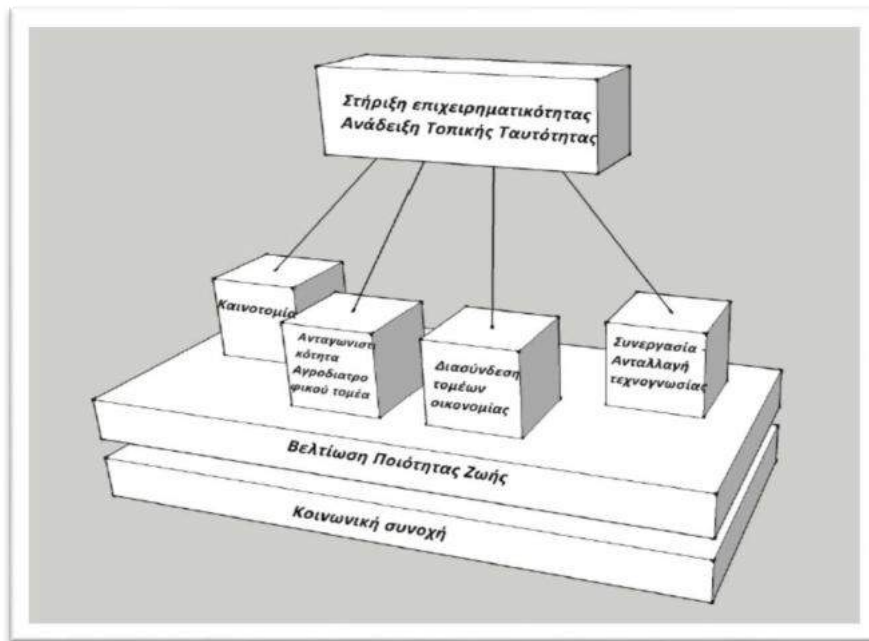 Στήριξη επιχειρηματικότητας
Ανάδειξη Τοπικής Ταυτότητας
Καινοτομία
Ανταγωνιστι
κότητα
Αγροδιατρο
φικού τομέα
Διασύνδεση
τομέων
οικονομίας
Συνεργασία -
Ανταλλαγή
τεχνογνωσίας
Βελτίωση Ποιότητας Ζωής
Κοινωνική συνοχή